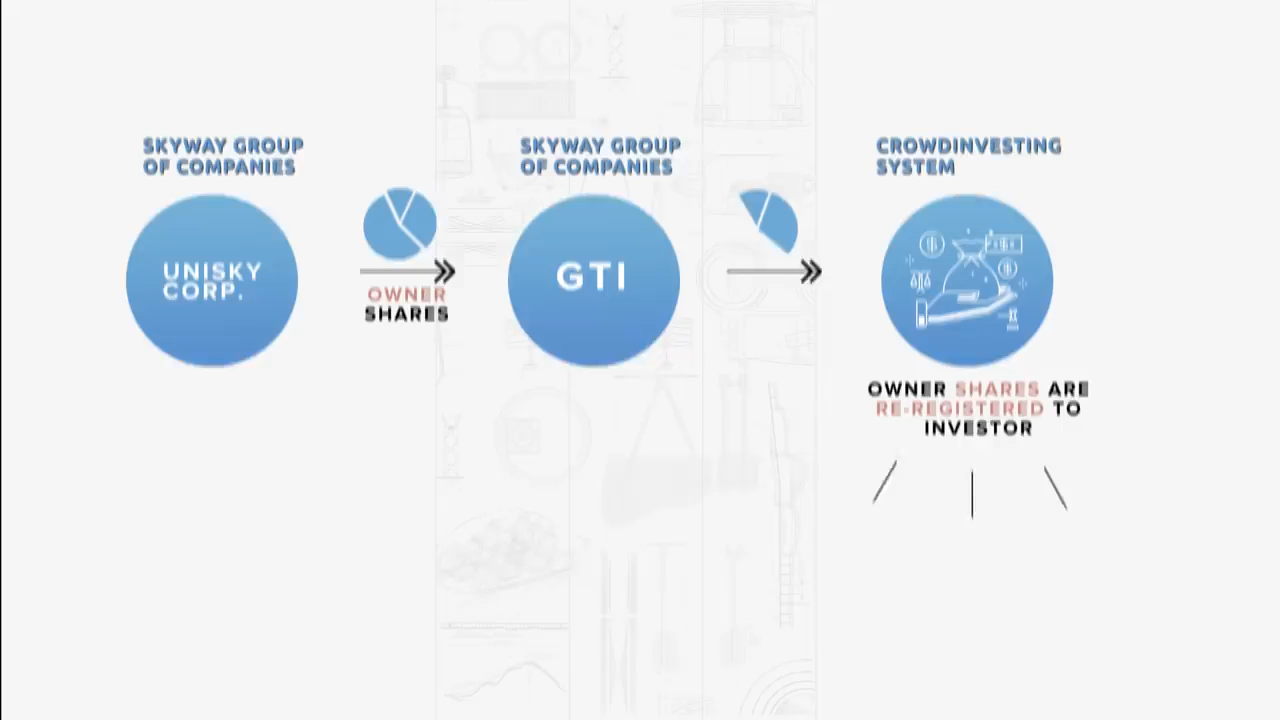 SKYWAY GROUP
OF COMPANIES
UNISKY
CORP.
OWNER
SHARES
SKYWAY GROUP
OF COMPANIES
GTI
CROWDINVESTING
SYSTEM
OWNER SHARES ARE
RE-REGISTERED TO
INVESTOR